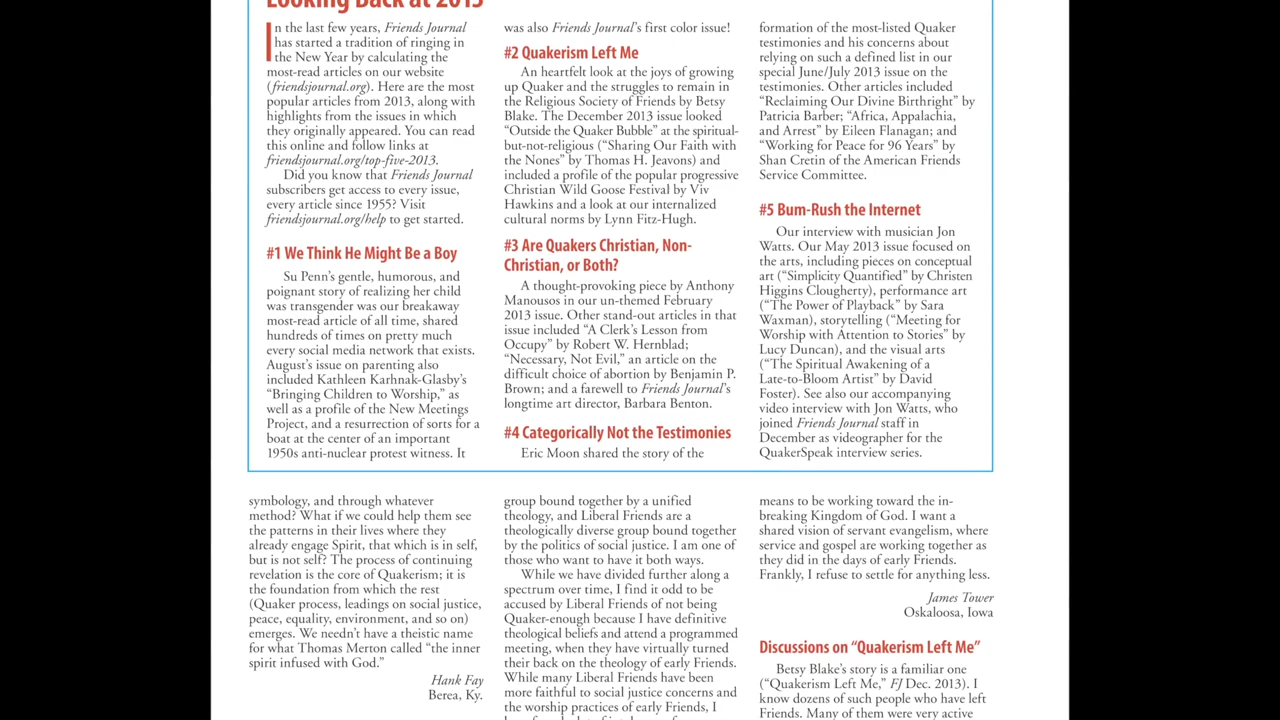 Looking Back at 2013
In the last few years, Friends Journal
has started a tradition of ringing in
the New Year by calculating the
most-read articles on our website
(friendsjournal.org). Here are the most
popular articles from 2013, along with
highlights from the issues in which
they originally appeared. You can read
this online and follow links at
friendsjournal.org/top-five-2013.
Did you know that Friends Journal
subscribers get access to every issue,
every article since 1955? Visit
friendsjournal.org/help to get started.
#1 We Think He Might Be a Boy
Su Penn's gentle, humorous, and
poignant story of realizing her child
was transgender was our breakaway
most-read article of all time, shared
hundreds of times on pretty much
every social media network that exists.
August's issue on parenting also
included Kathleen Karhnak-Glasby's
"Bringing Children to Worship," as
well as a profile of the New Meetings
Project, and a resurrection of sorts for a
boat at the center of an important
1950s anti-nuclear protest witness. It
was also Friends Journal's first color issue!
#2 Quakerism Left Me
An heartfelt look at the joys of growing
up Quaker and the struggles to remain in
the Religious Society of Friends by Betsy
Blake. The December 2013 issue looked
"Outside the Quaker Bubble" at the spiritual-
but-not-religious ("Sharing Our Faith with
the Nones" by Thomas H. Jeavons) and
included a profile of the popular progressive
Christian Wild Goose Festival by Viv
Hawkins and a look at our internalized
cultural norms by Lynn Fitz-Hugh.
#3 Are Quakers Christian, Non-
Christian, or Both?
A thought-provoking piece by Anthony
Manousos in our un-themed February
2013 issue. Other stand-out articles in that
issue included "A Clerk's Lesson from
Occupy" by Robert W. Hernblad;
"Necessary, Not Evil," an article on the
difficult choice of abortion by Benjamin P.
Brown; and a farewell to Friends Journal's
longtime art director, Barbara Benton.
#4 Categorically Not the Testimonies
Eric Moon shared the story of the
formation of the most-listed Quaker
testimonies and his concerns about
relying on such a defined list in our
special June/July 2013 issue on the
testimonies. Other articles included
"Reclaiming Our Divine Birthright" by
Patricia Barber; "Africa, Appalachia,
and Arrest" by Eileen Flanagan; and
"Working for Peace for 96 Years" by
Shan Cretin of the American Friends
Service Committee.
#5 Bum-Rush the Internet
Our interview with musician Jon
Watts. Our May 2013 issue focused on
the arts, including pieces on conceptual
art ("Simplicity Quantified" by Christen
Higgins Clougherty), performance art
("The Power of Playback" by Sara
Waxman), storytelling ("Meeting for
Worship with Attention to Stories" by
Lucy Duncan), and the visual arts
("The Spiritual Awakening of a
Late-to-Bloom Artist" by David
Foster). See also our accompanying
video interview with Jon Watts, who
joined Friends Journal staff in
December as videographer for the
QuakerSpeak interview series.
symbology, and through whatever
method? What if we could help them see
the patterns in their lives where they
already engage Spirit, that which is in self,
but is not self? The process of continuing
revelation is the core of Quakerism; it is
the foundation from which the rest
(Quaker process, leadings on social justice,
peace, equality, environment, and so on)
emerges. We needn't have a theistic name
for what Thomas Merton called "the inner
spirit infused with God."
Hank Fay
Berea, Ky.
group bound together by a unified
theology, and Liberal Friends are a
theologically diverse group bound together
by the politics of social justice. I am one of
those who want to have it both ways.
While we have divided further along a
spectrum over time, I find it odd to be
accused by Liberal Friends of not being
Quaker-enough because I have definitive
theological beliefs and attend a programmed
meeting, when they have virtually turned
their back on the theology of early Friends.
While many Liberal Friends have been
more faithful to social justice concerns and
the worship practices of early Friends, I
means to be working toward the in-
breaking Kingdom of God. I want a
shared vision of servant evangelism, where
service and gospel are working together as
they did in the days of early Friends.
Frankly, I refuse to settle for anything less.
James Tower
Oskaloosa, Iowa
Discussions on "Quakerism Left Me"
Betsy Blake's story is a familiar one
("Quakerism Left Me," FJ Dec. 2013). I
know dozens of such people who have left
Friends. Many of them were very active